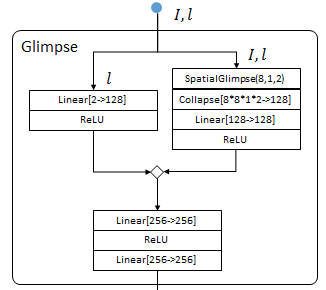 I, l
Glimpse
l
I, l
Linear[2->128]
ReLU
SpatialGlimpse(8,1,2)
Collapse[8*8*1*2->128]
Linear[128->128]
ReLU
Linear[256->256]
ReLU
Linear[256->256]